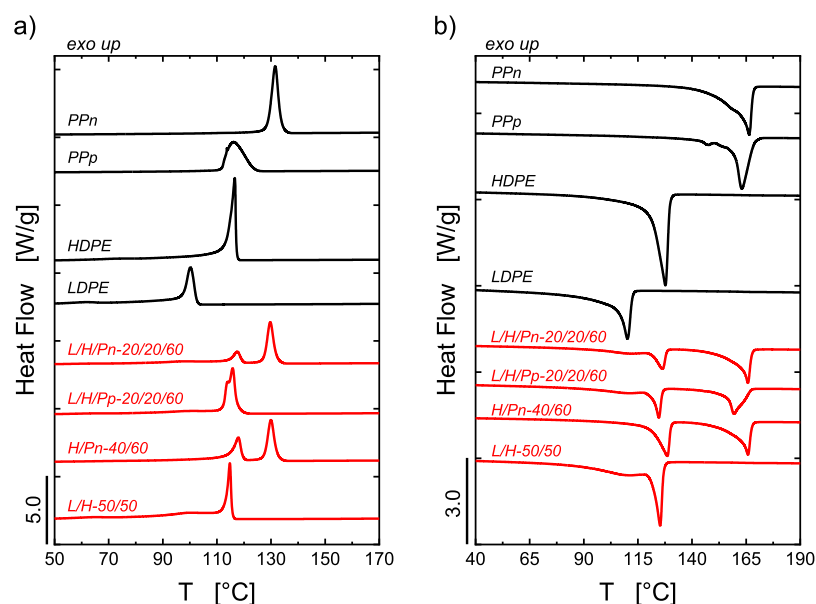 a)
exo up
PPn
PPp
HDPE
LDPE
L/H/Pn-20/20/60
L/H/Pp-20/20/60
H/Pn-40/60
L/H-50/50
Heat Flow [W/g]
5.0
50 70 90 110 130 150 170
T [°C]
b)
exo up
PPn
PPp
HDPE
LDPE
L/H/Pn-20/20/60
L/H/Pp-20/20/60
H/Pn-40/60
L/H-50/50
Heat Flow [W/g]
3.0
40 65 90 115 140 165 190
T [°C]